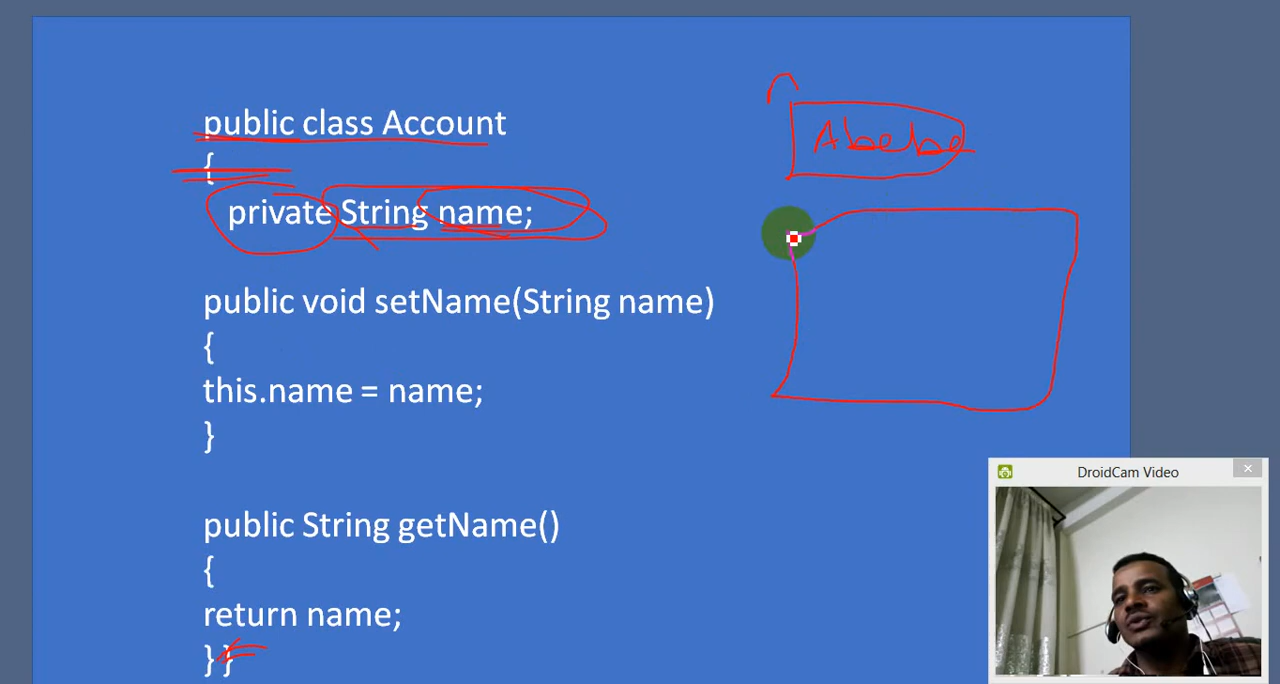 public class Account
{
private String name;
public void setName(String name)
{
this.name = name;
}
public String getName()
{
return name;
} }
Abebe
DroidCam Video